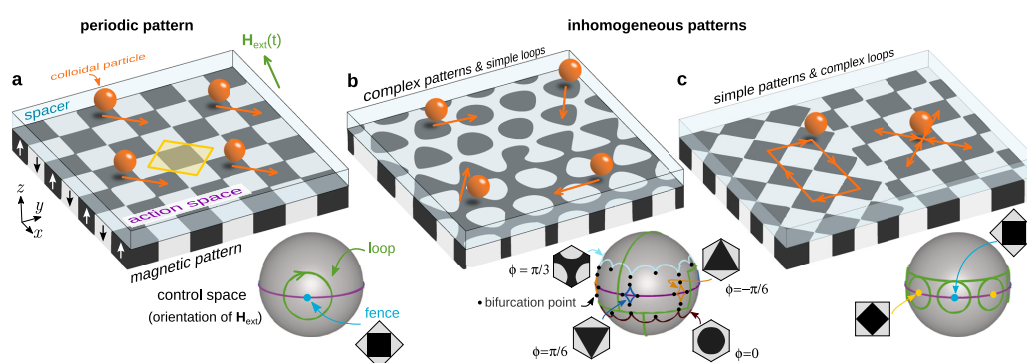 periodic pattern
inhomogeneous patterns
a
colloidal particle
H_ext(t)
spacer
action space
magnetic pattern
z
y
x
loop
control space
(orientation of H_ext)
fence
b
complex patterns & simple loops
ϕ = π/3
• bifurcation point
ϕ=π/6
ϕ=−π/6
ϕ=0
c
simple patterns & complex loops